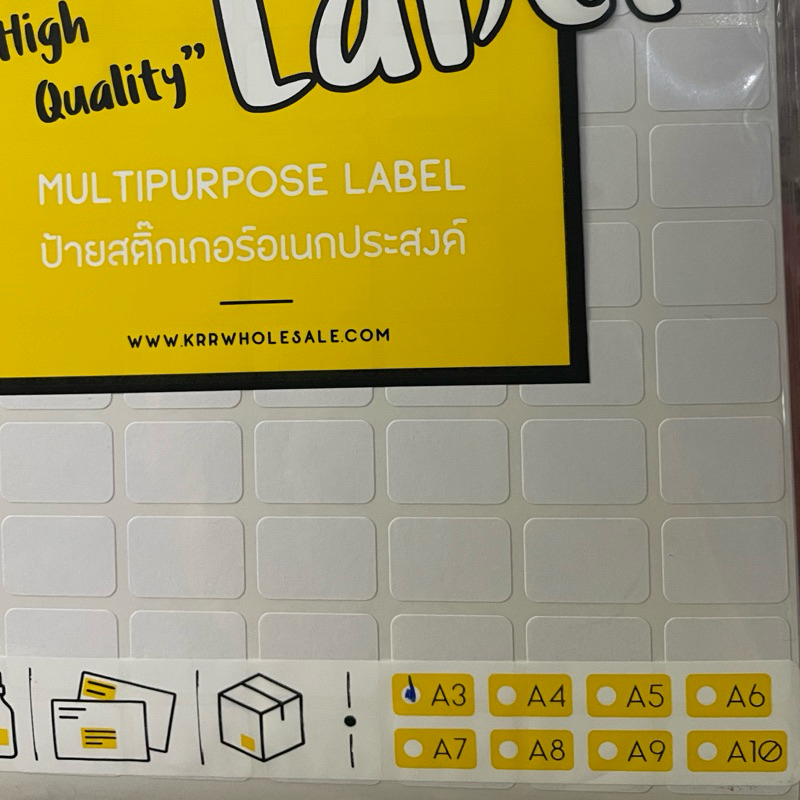 High
Quality”
Label
MULTIPURPOSE LABEL
ป้ายสติ๊กเกอร์อเนกประสงค์
WWW.KRRWHOLESALE.COM
A3 A4 A5 A6
A7 A8 A9 A10